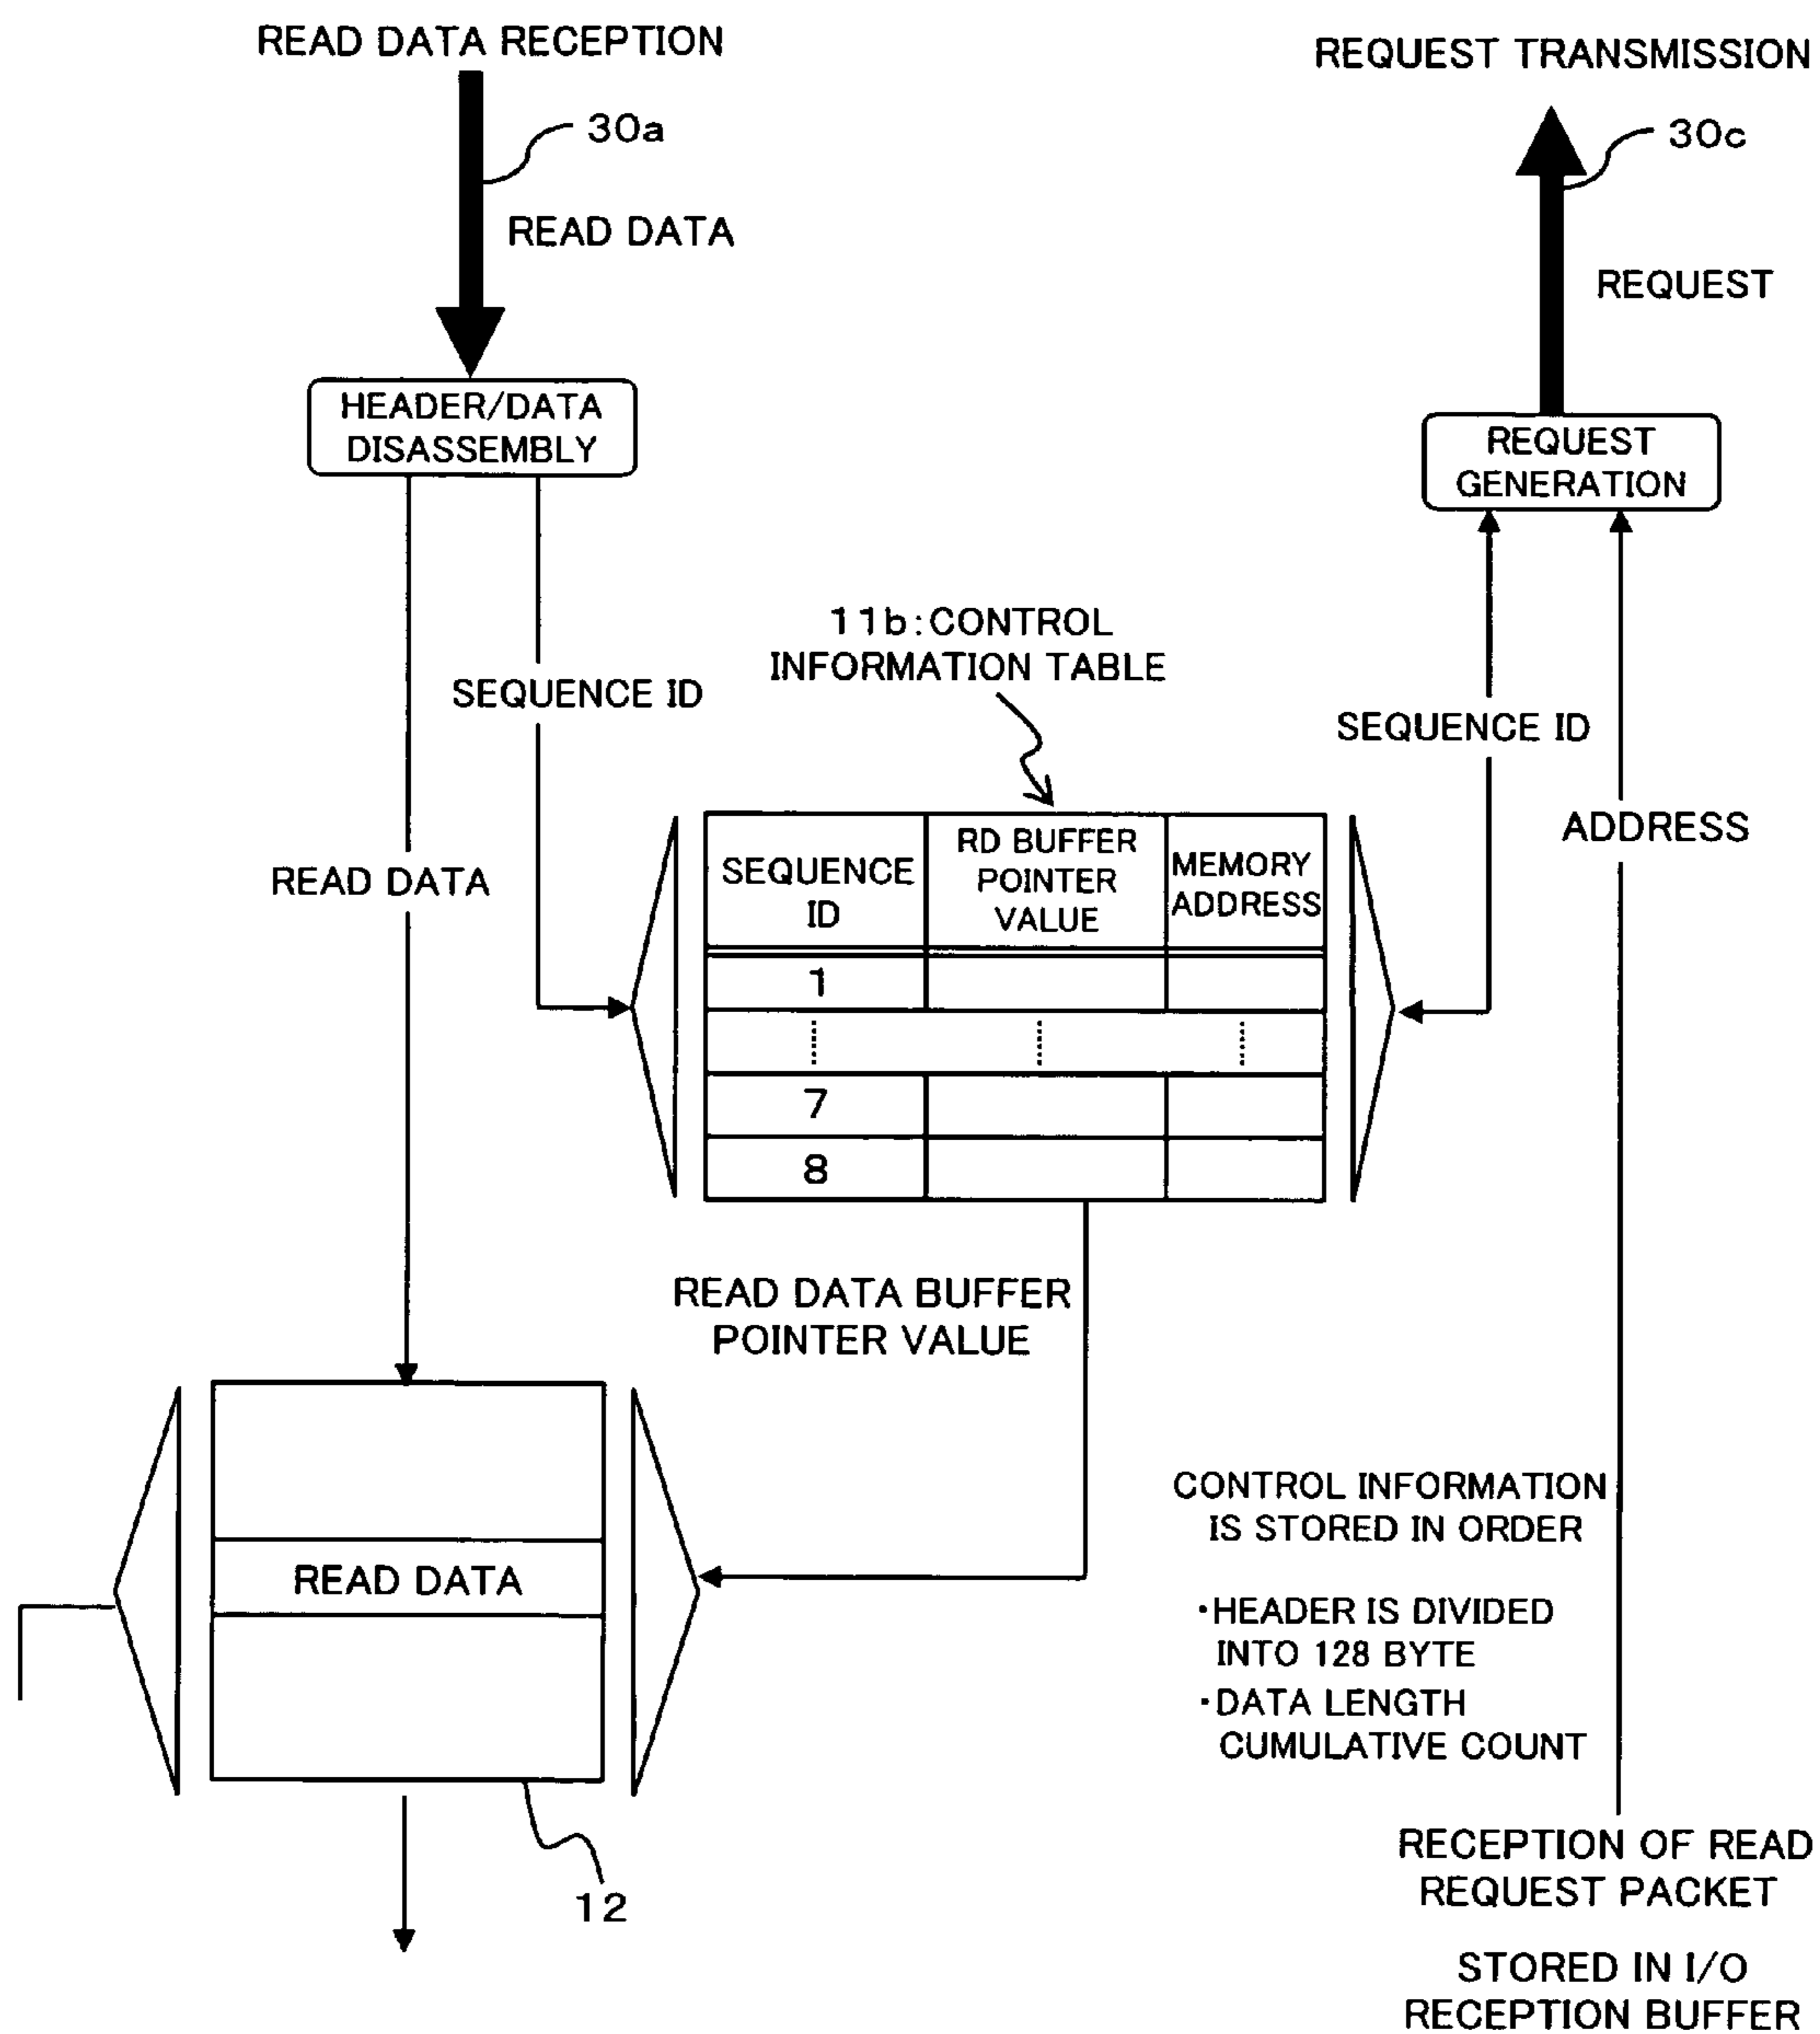 READ DATA RECEPTION
REQUEST TRANSMISSION
30a
30c
READ DATA
REQUEST
HEADER/DATA
DISASSEMBLY
REQUEST
GENERATION
11b:CONTROL
INFORMATION TABLE
SEQUENCE ID
SEQUENCE ID
ADDRESS
READ DATA
SEQUENCE
ID
RD BUFFER
POINTER
VALUE
MEMORY
ADDRESS
1
7
8
READ DATA BUFFER
POINTER VALUE
CONTROL INFORMATION
IS STORED IN ORDER
READ DATA
・HEADER IS DIVIDED
INTO 128 BYTE
・DATA LENGTH
CUMULATIVE COUNT
12
RECEPTION OF READ
REQUEST PACKET
STORED IN I/O
RECEPTION BUFFER